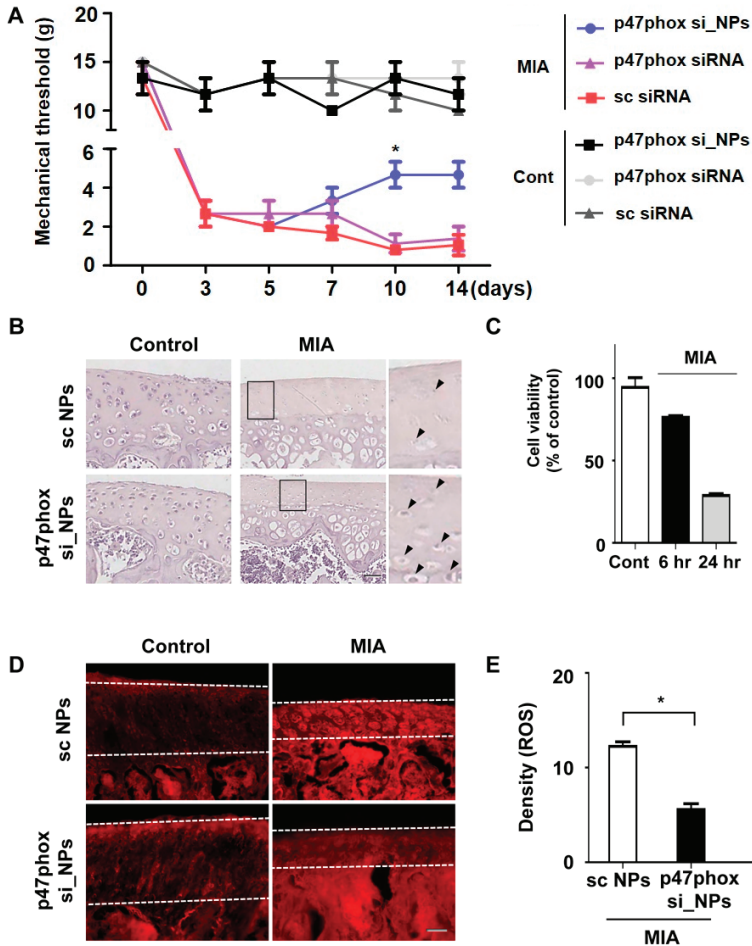 A
Mechanical threshold (g)
15
10
6
4
2
0
*
0 3 5 7 10 14 (days)
MIA
p47phox si_NPs
p47phox siRNA
sc siRNA
Cont
p47phox si_NPs
p47phox siRNA
sc siRNA
B
Control MIA
sc NPs
p47phox
si_NPs
C
MIA
Cell viability
(% of control)
100
50
0
Cont 6 hr 24 hr
D
Control MIA
sc NPs
p47phox
si_NPs
E
Density (ROS)
20
10
0
*
sc NPs p47phox
si_NPs
MIA